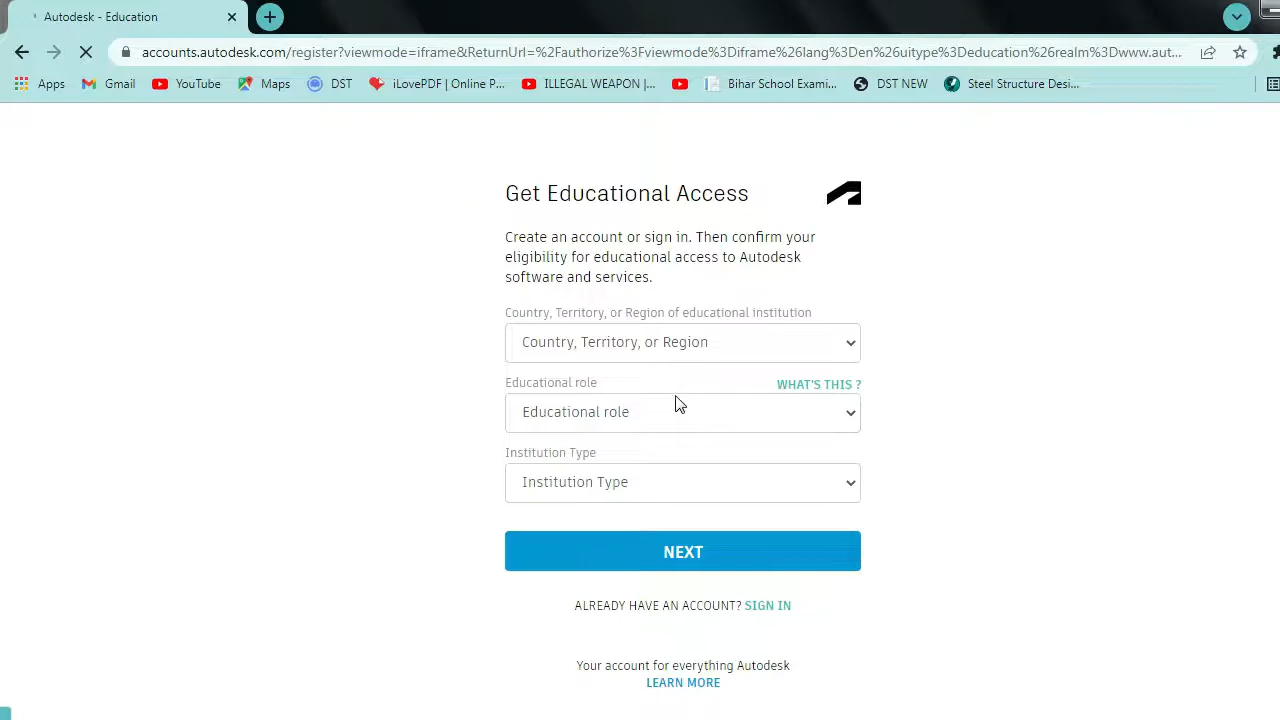 Autodesk - Education
accounts.autodesk.com/register?viewmode=iframe&ReturnUrl=%2Fauthorize%3Fviewmode%3Diframe%26lang%3Den%26uitype%3Deducation%26realm%3Dwww.aut...
Apps Gmail YouTube Maps DST iLovePDF | Online P... ILLEGAL WEAPON |... Bihar School Exami... DST NEW Steel Structure Desi...
Get Educational Access
Create an account or sign in. Then confirm your
eligibility for educational access to Autodesk
software and services.
Country, Territory, or Region of educational institution
Country, Territory, or Region
Educational role WHAT'S THIS ?
Educational role
Institution Type
Institution Type
NEXT
ALREADY HAVE AN ACCOUNT? SIGN IN
Your account for everything Autodesk
LEARN MORE